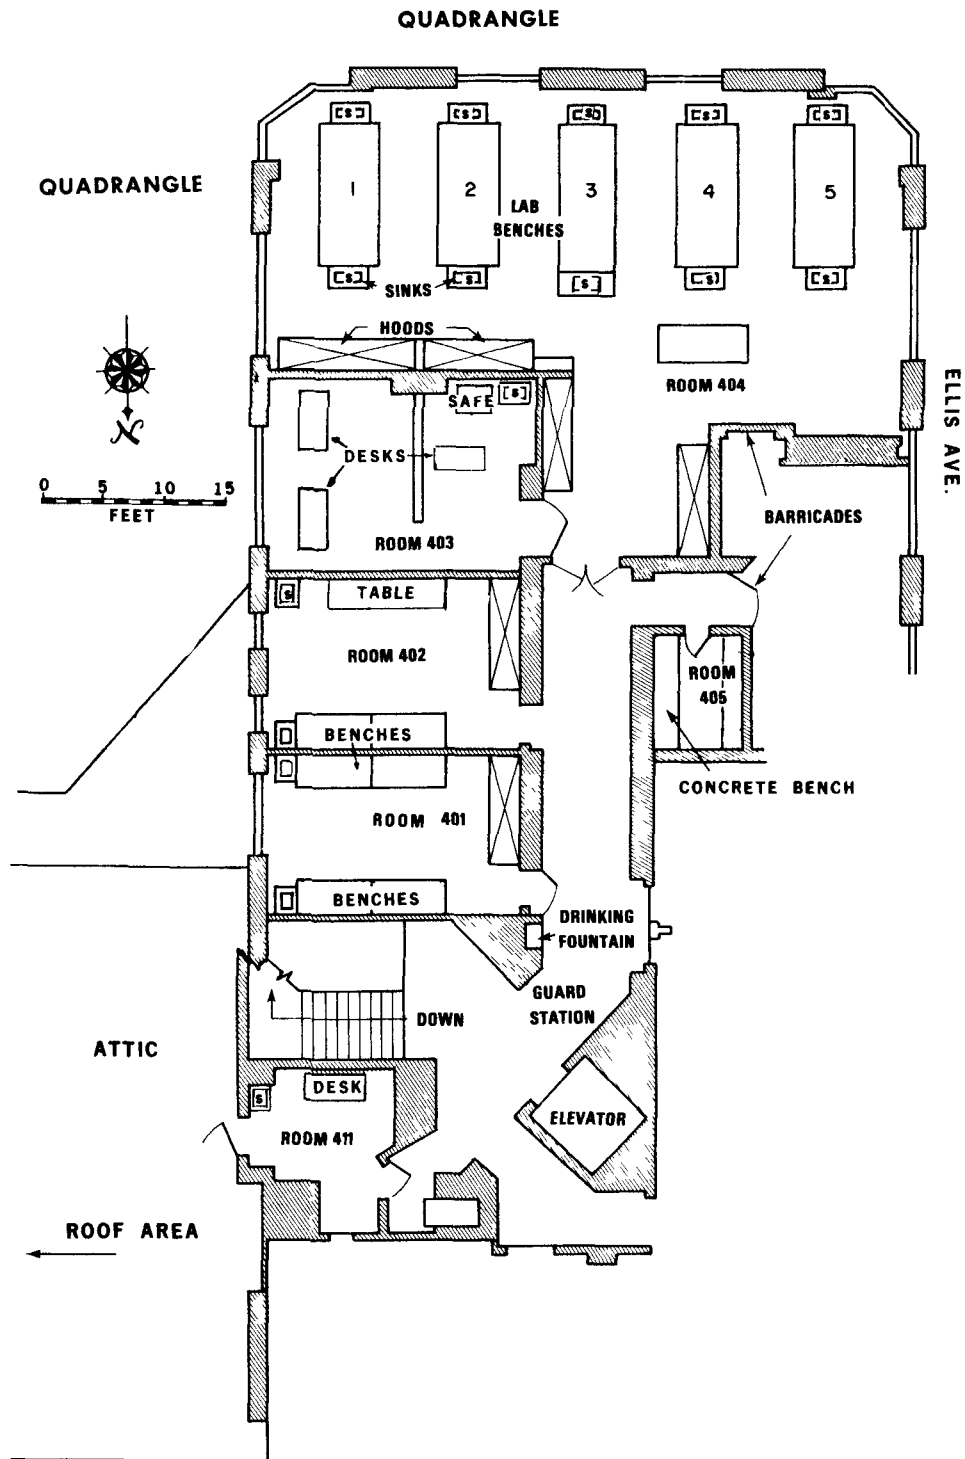 QUADRANGLE
QUADRANGLE
S
S
S
S
S
1
2
3
4
5
LAB
BENCHES
S
S
S
S
S
SINKS
HOODS
ROOM 404
ELLIS AVE.
SAFE
S
DESKS
N
0 5 10 15
FEET
ROOM 403
BARRICADES
S
TABLE
ROOM 402
ROOM
405
BENCHES
CONCRETE BENCH
ROOM 401
BENCHES
DRINKING
FOUNTAIN
GUARD
STATION
DOWN
ATTIC
DESK
S
ELEVATOR
ROOM 411
ROOF AREA